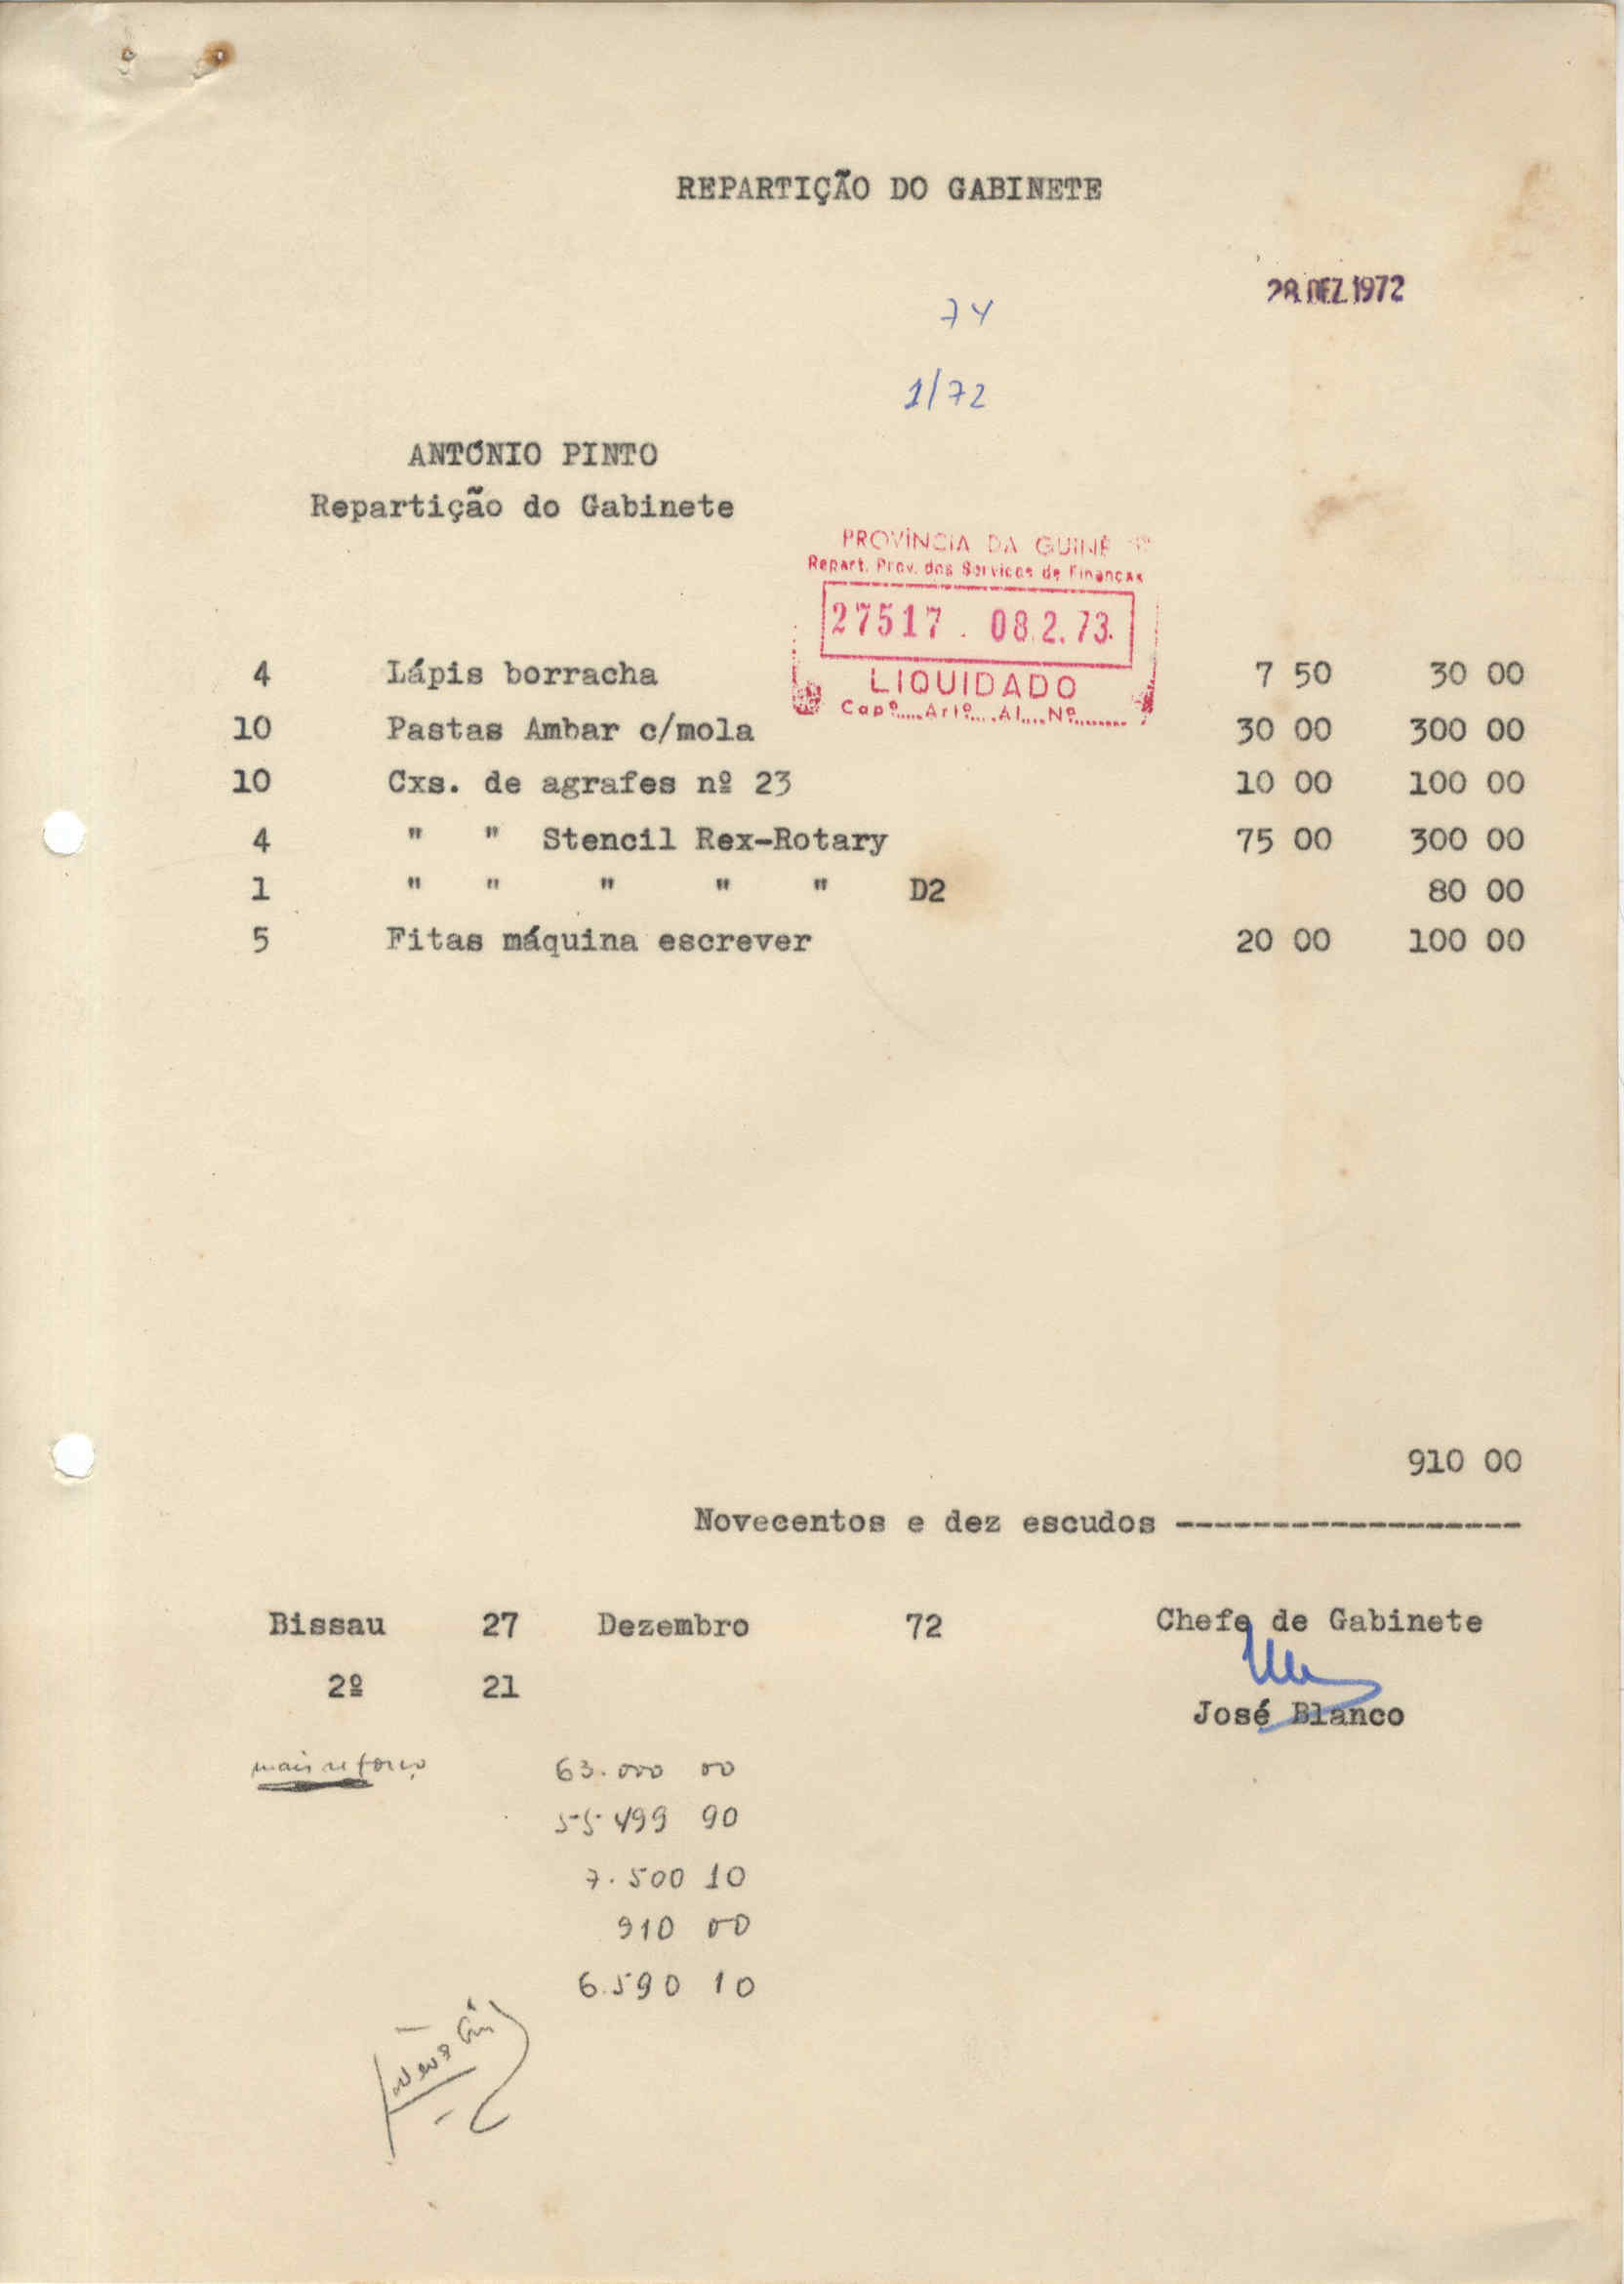 REPARTIÇÃO DO GABINETE
28. DEZ. 1972
74
1/72
ANTÓNIO PINTO
Repartição do Gabinete
PROVÍNCIA DA GUINÉ
Repart. Prov. dos Serviços de Finanças
27517 . 08.2.73.
LIQUIDADO
Capº..... Artº.... Al.... Nº........
4 Lápis borracha 7 50 30 00
10 Pastas Ambar c/mola 30 00 300 00
10 Cxs. de agrafes nº 23 10 00 100 00
4 " " Stencil Rex-Rotary 75 00 300 00
1 " " " " " D2 80 00
5 Fitas máquina escrever 20 00 100 00
910 00
Novecentos e dez escudos ------------------
Bissau 27 Dezembro 72 Chefe de Gabinete
2º 21
José Blanco
mais reforço 63.000 00
55.499 90
7.500 10
910 00
6.590 10